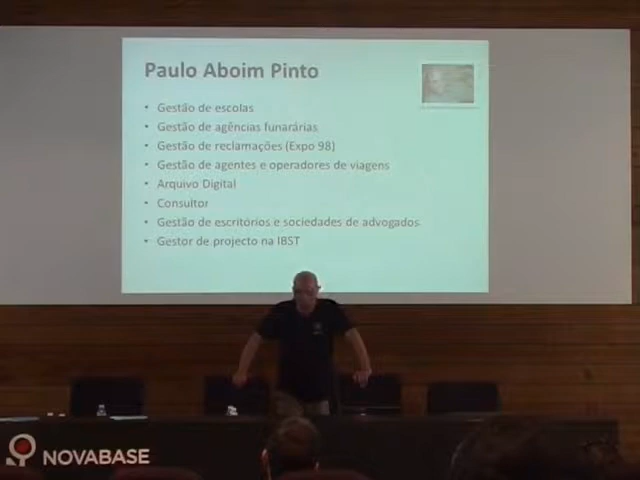 Paulo Aboim Pinto
• Gestão de escolas
• Gestão de agências funarárias
• Gestão de reclamações (Expo 98)
• Gestão de agentes e operadores de viagens
• Arquivo Digital
• Consultor
• Gestão de escritórios e sociedades de advogados
• Gestor de projecto na IBST
NOVABASE